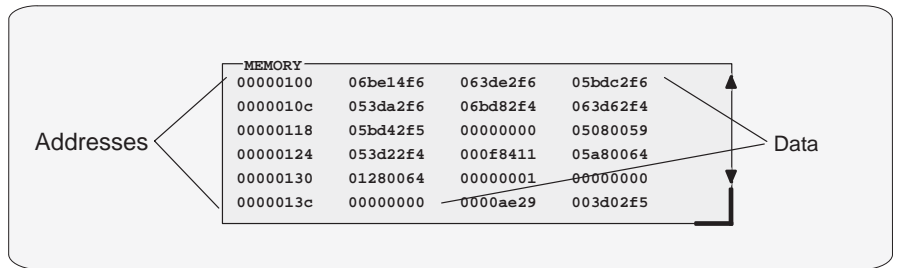 MEMORY
00000100 06be14f6 063de2f6 05bdc2f6
0000010c 053da2f6 06bd82f4 063d62f4
00000118 05bd42f5 00000000 05080059
00000124 053d22f4 000f8411 05a80064
00000130 01280064 00000001 00000000
0000013c 00000000 0000ae29 003d02f5
Addresses
Data